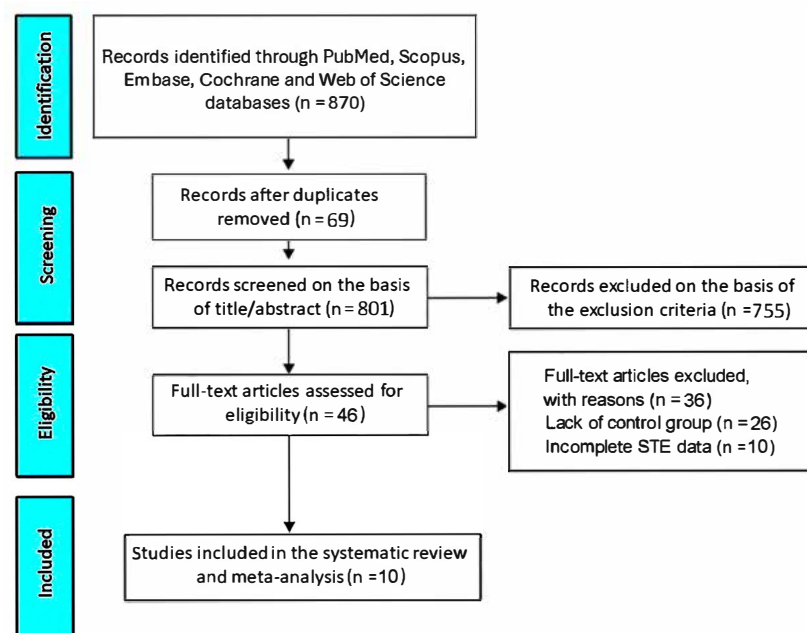 Identification
Records identified through PubMed, Scopus,
Embase, Cochrane and Web of Science
databases (n = 870)
Screening
Records after duplicates
removed (n = 69)
Records screened on the basis
of title/abstract (n = 801)
Records excluded on the basis of
the exclusion criteria (n =755)
Eligibility
Full-text articles assessed for
eligibility (n = 46)
Full-text articles excluded,
with reasons (n = 36)
Lack of control group (n = 26)
Incomplete STE data (n =10)
Included
Studies included in the systematic review
and meta-analysis (n =10)